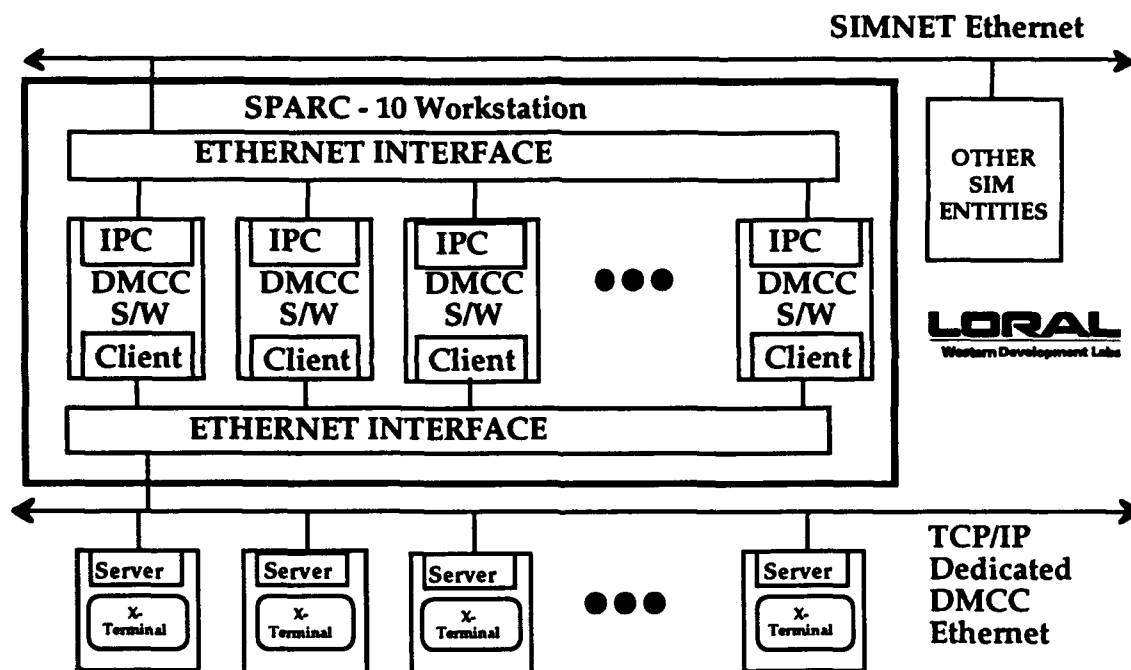 SIMNET Ethernet
SPARC - 10 Workstation
ETHERNET INTERFACE
OTHER
SIM
ENTITIES
IPC
DMCC
S/W
Client
IPC
DMCC
S/W
Client
IPC
DMCC
S/W
Client
IPC
DMCC
S/W
Client
LORAL
Western Development Labs
ETHERNET INTERFACE
TCP/IP
Dedicated
DMCC
Ethernet
Server
X-
Terminal
Server
X-
Terminal
Server
X-
Terminal
Server
X-
Terminal